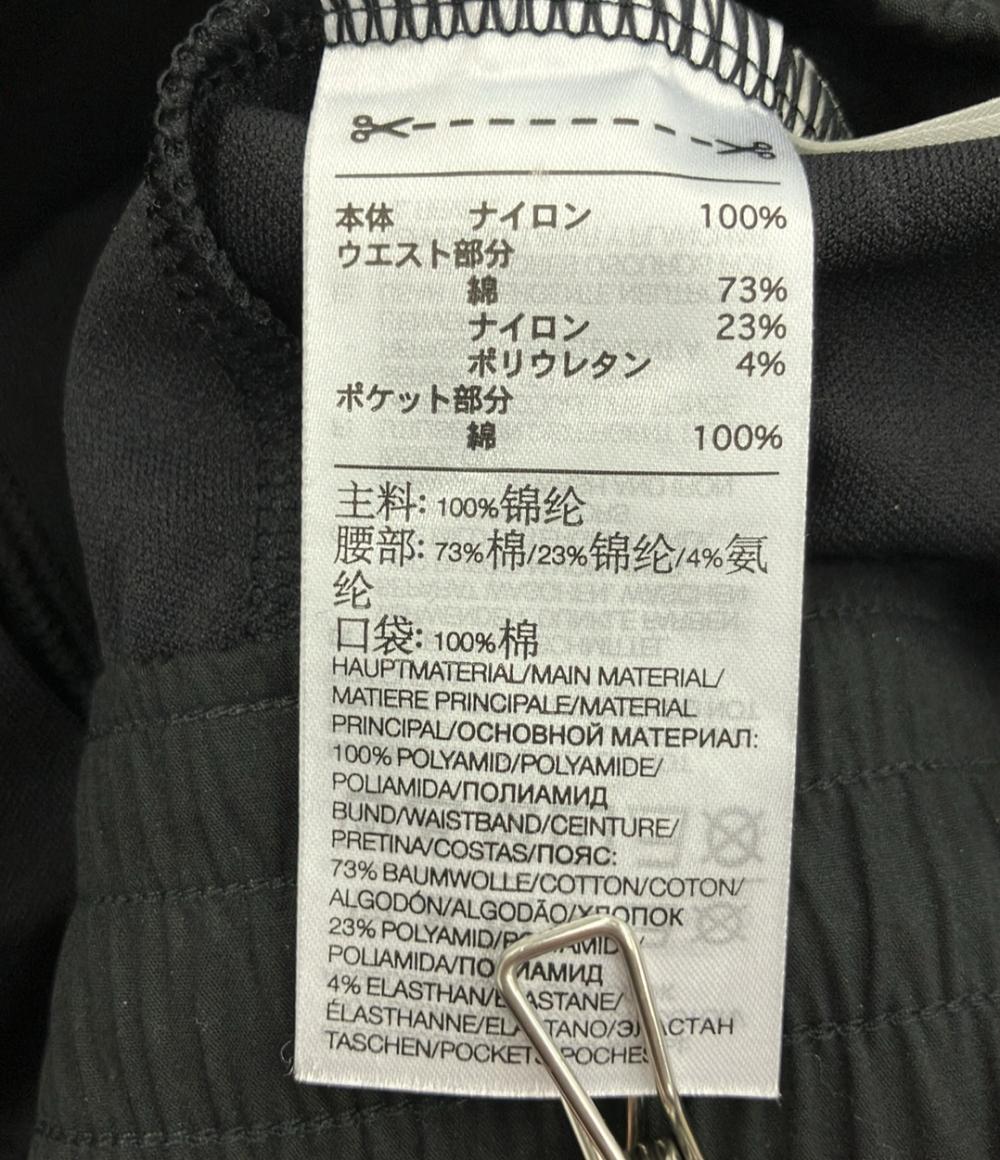 本体 ナイロン 100%
ウエスト部分
綿 73%
ナイロン 23%
ポリウレタン 4%
ポケット部分
綿 100%
主料: 100%锦纶
腰部: 73%棉/23%锦纶/4%氨
纶
口袋: 100%棉
HAUPTMATERIAL/MAIN MATERIAL/
MATIERE PRINCIPALE/MATERIAL
PRINCIPAL/ОСНОВНОЙ МАТЕРИАЛ:
100% POLYAMID/POLYAMIDE/
POLIAMIDA/ПОЛИАМИД
BUND/WAISTBAND/CEINTURE/
PRETINA/COSTAS/ПОЯС:
73% BAUMWOLLE/COTTON/COTON/
ALGODÓN/ALGODÃO/ХЛОПОК
23% POLYAMID/
POLIAMIDA/
4% ELASTHAN/
ÉLASTHANNE/
TASCHEN/POCKETS/POCHES